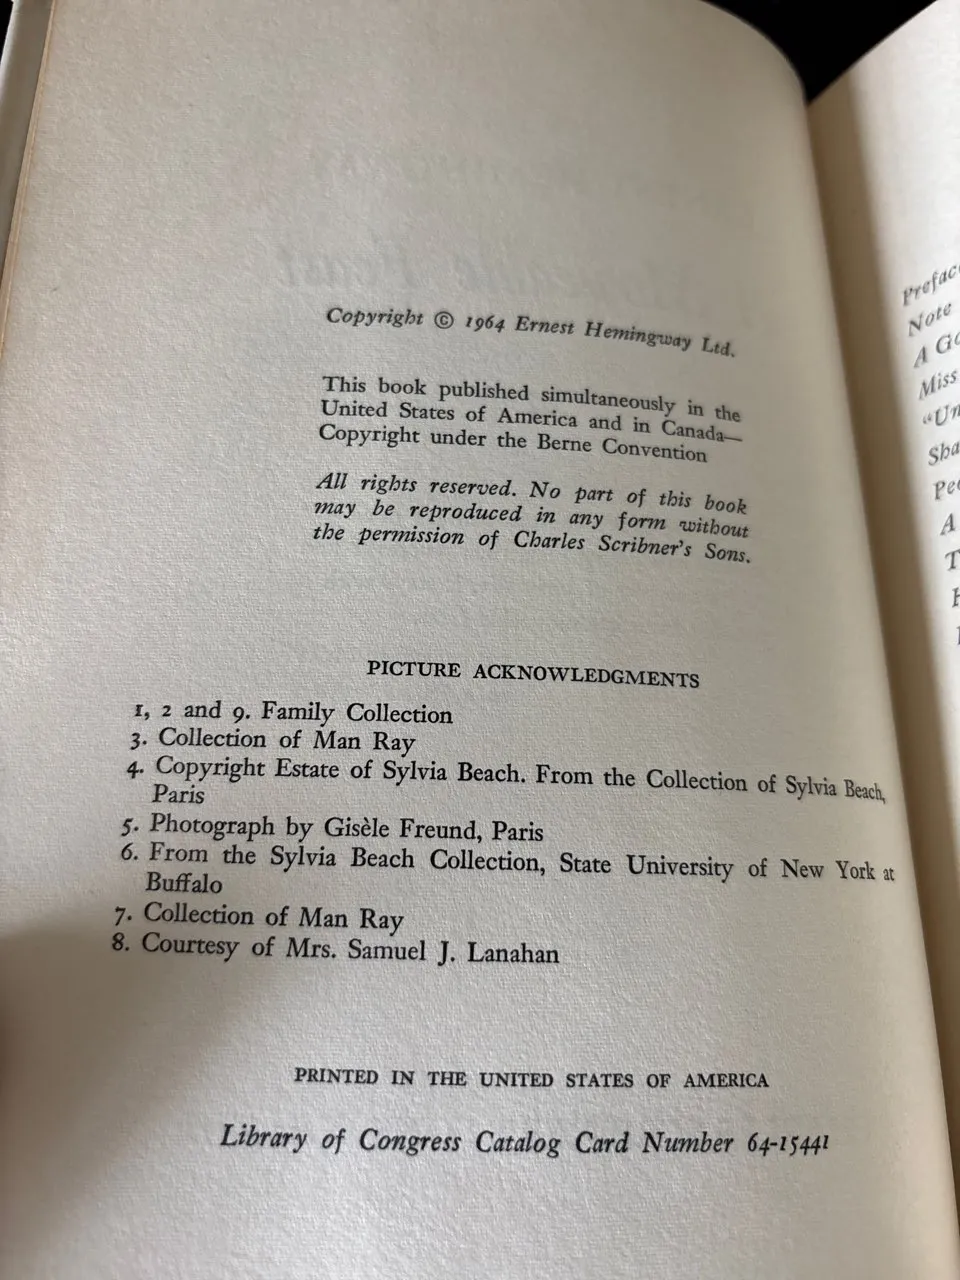 Copyright © 1964 Ernest Hemingway Ltd.
This book published simultaneously in the
United States of America and in Canada—
Copyright under the Berne Convention
All rights reserved. No part of this book
may be reproduced in any form without
the permission of Charles Scribner's Sons.
PICTURE ACKNOWLEDGMENTS
1, 2 and 9. Family Collection
3. Collection of Man Ray
4. Copyright Estate of Sylvia Beach. From the Collection of Sylvia Beach,
Paris
5. Photograph by Gisèle Freund, Paris
6. From the Sylvia Beach Collection, State University of New York at
Buffalo
7. Collection of Man Ray
8. Courtesy of Mrs. Samuel J. Lanahan
PRINTED IN THE UNITED STATES OF AMERICA
Library of Congress Catalog Card Number 64-15441
Note
A
Miss
A